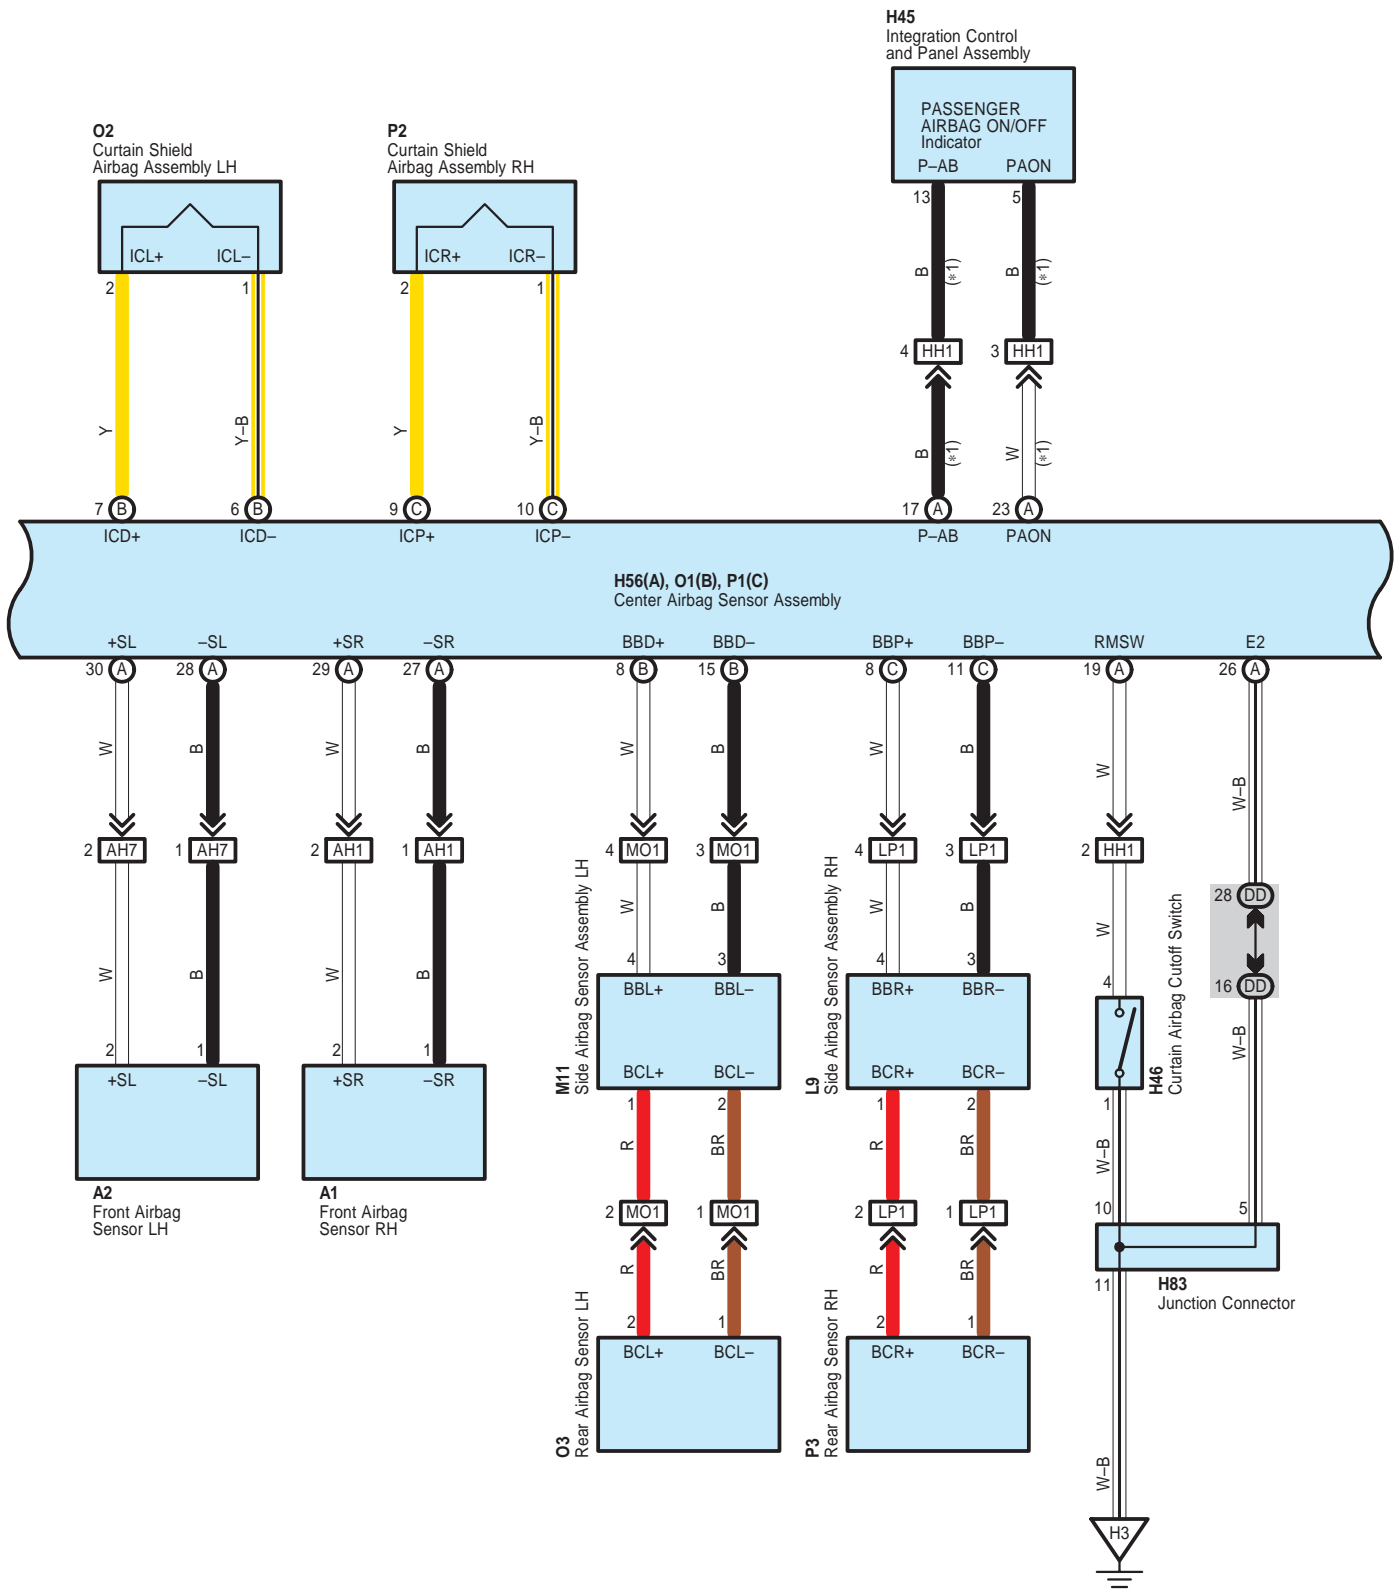 H45
Integration Control
and Panel Assembly
PASSENGER
AIRBAG ON/OFF
Indicator
P–AB PAON
13 5
O2
Curtain Shield
Airbag Assembly LH
P2
Curtain Shield
Airbag Assembly RH
ICL+ ICL–
ICR+ ICR–
2 1 2 1
B (*1) B (*1)
4 HH1 3 HH1
Y Y–B Y Y–B B (*1) W (*1)
7 B 6 B 9 C 10 C 17 A 23 A
ICD+ ICD– ICP+ ICP– P–AB PAON
H56(A), O1(B), P1(C)
Center Airbag Sensor Assembly
+SL –SL +SR –SR BBD+ BBD– BBP+ BBP– RMSW E2
30 A 28 A 29 A 27 A 8 B 15 B 8 C 11 C 19 A 26 A
W B W B W B W B W W–B
2 AH7 1 AH7 2 AH1 1 AH1 4 MO1 3 MO1 4 LP1 3 LP1 2 HH1
28 DD
W B W B W B W B W
4 3 4 3 4
16 DD
M11
Side Airbag Sensor Assembly LH
BBL+ BBL–
BCL+ BCL–
L9
Side Airbag Sensor Assembly RH
BBR+ BBR–
BCR+ BCR–
H46
Curtain Airbag Cutoff Switch
W–B
2 1 2 1
+SL –SL +SR –SR
1 2 1 2 1
R BR R BR W–B
A2
Front Airbag
Sensor LH
A1
Front Airbag
Sensor RH
2 MO1 1 MO1 2 LP1 1 LP1
10 5
R BR R BR
11
H83
Junction Connector
2 1 2 1
O3
Rear Airbag Sensor LH
BCL+ BCL–
P3
Rear Airbag Sensor RH
BCR+ BCR–
W–B
H3